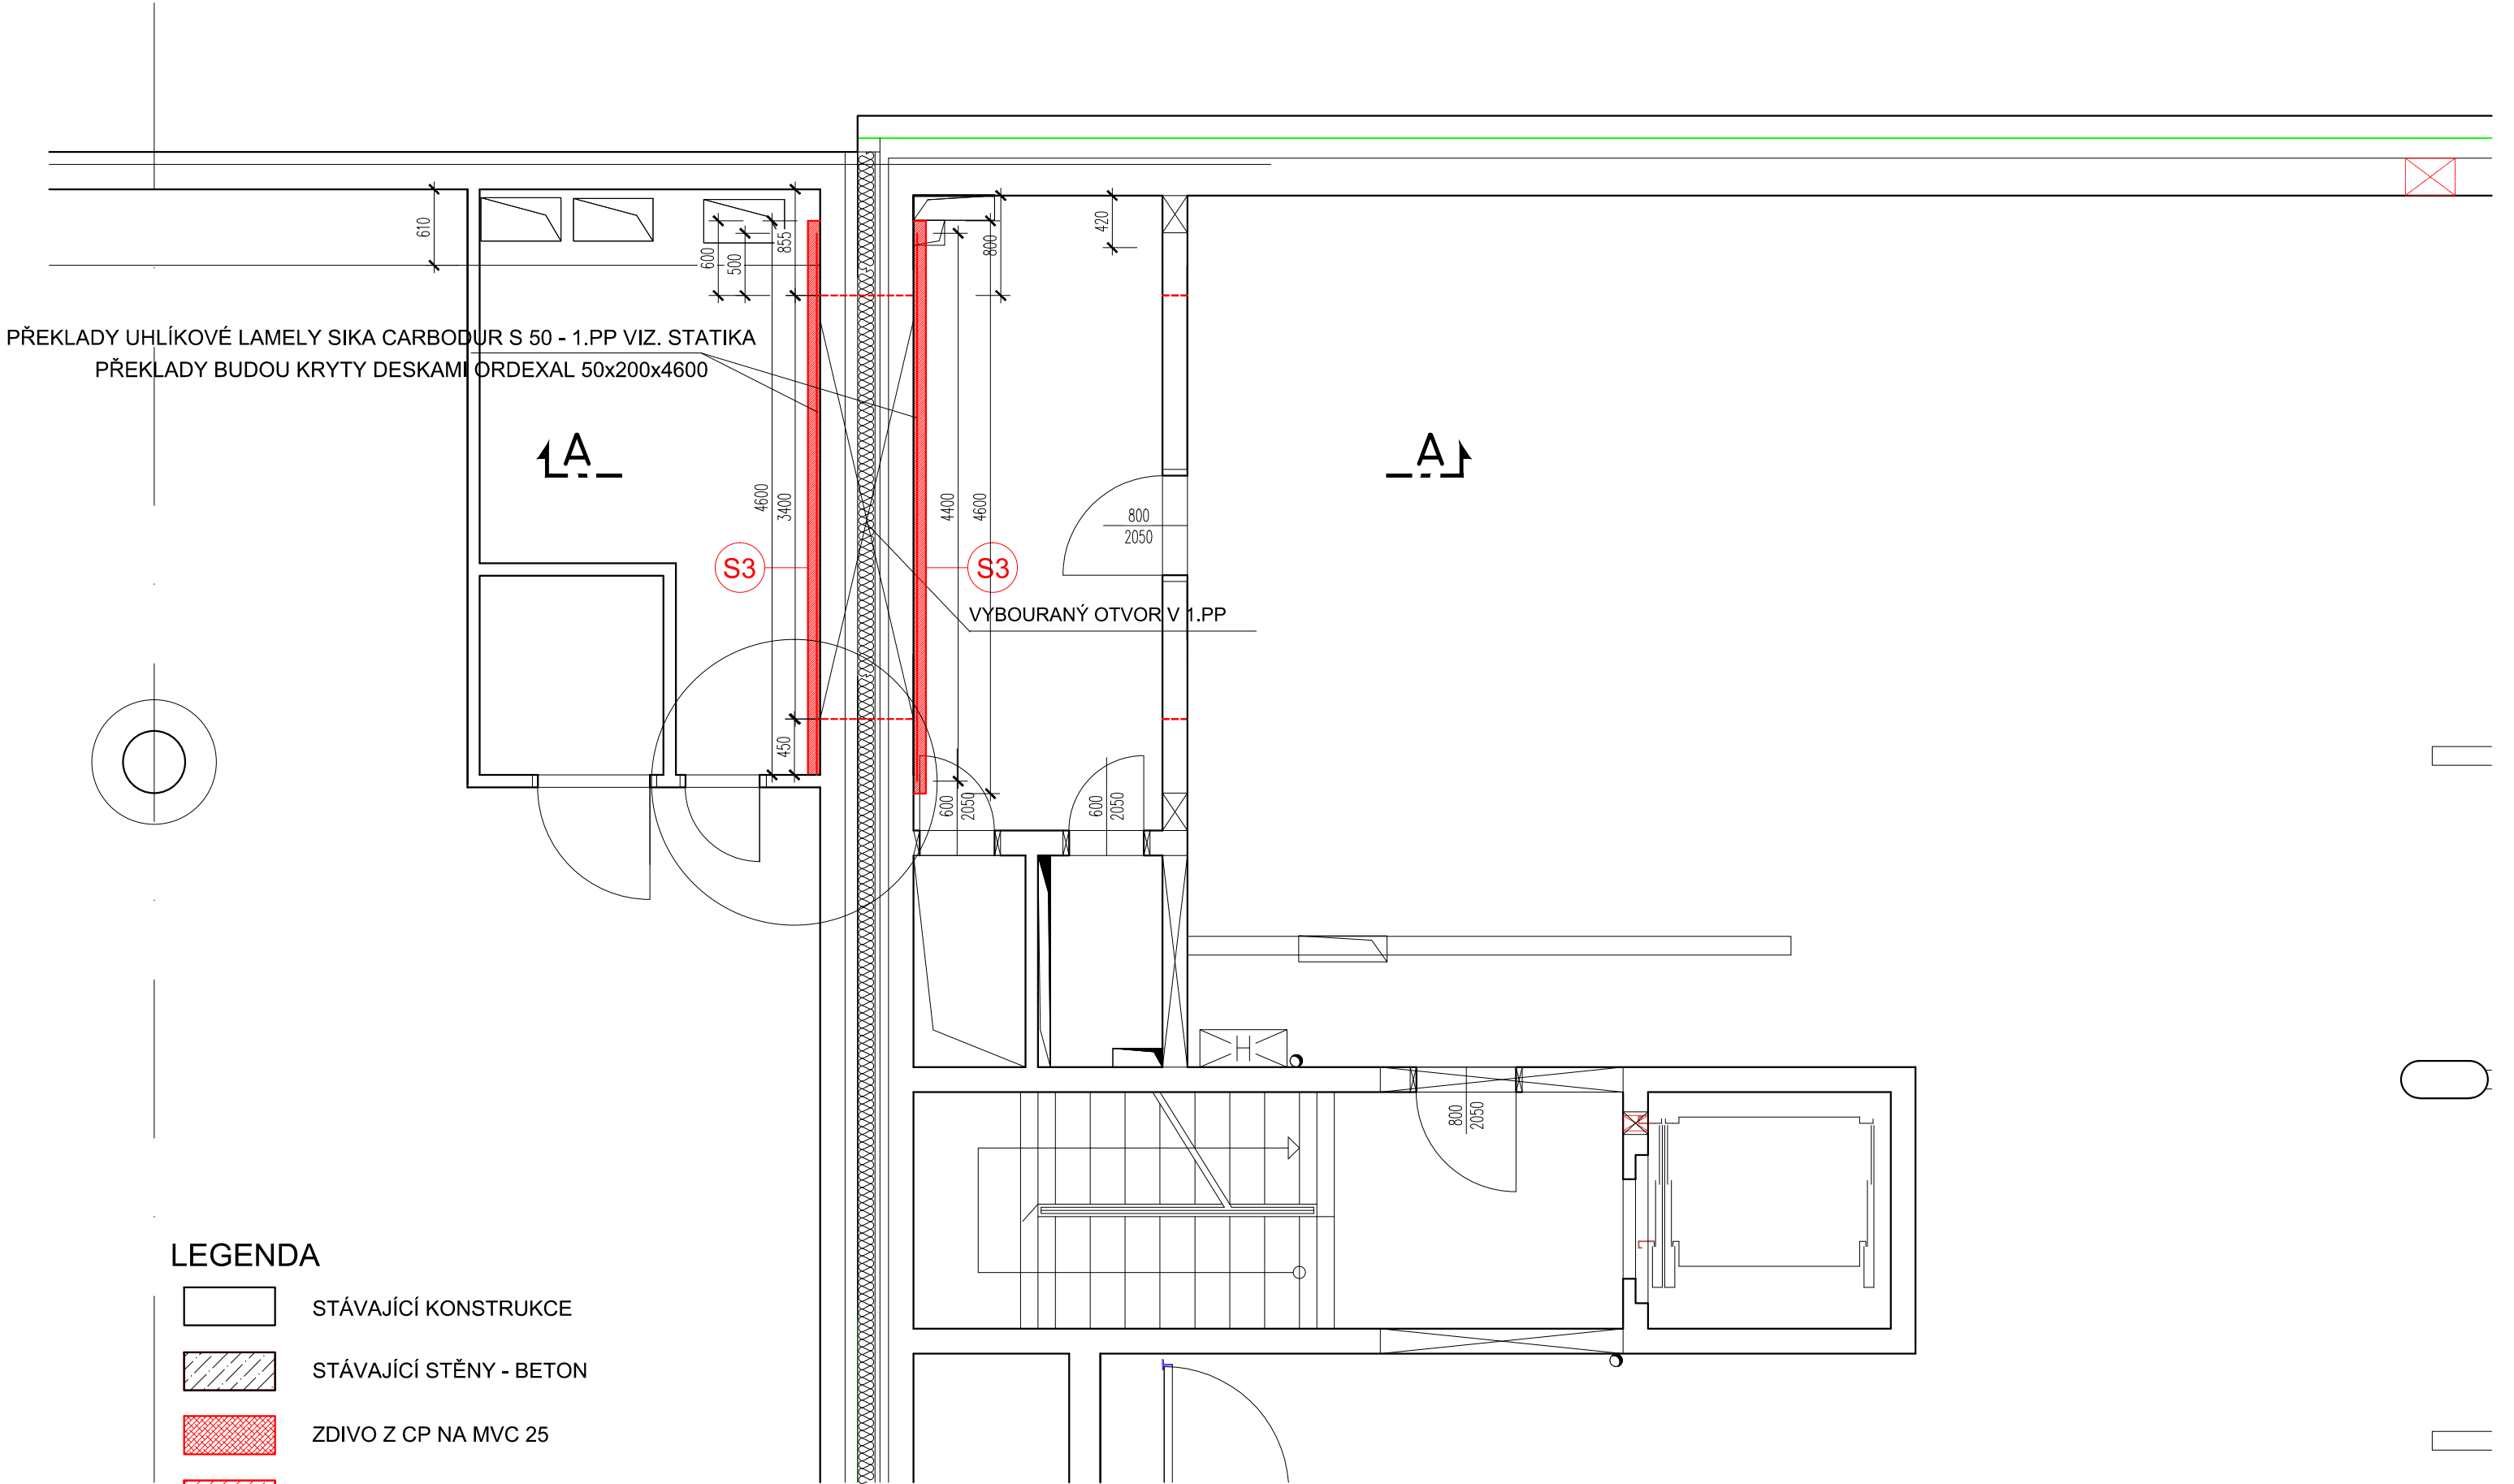 610
600
500
855
800
420
PŘEKLADY UHLÍKOVÉ LAMELY SIKA CARBODUR S 50 - 1.PP VIZ. STATIKA
PŘEKLADY BUDOU KRYTY DESKAMI ORDEXAL 50x200x4600
A
A
4600
3400
4400
4600
800
2050
S3
S3
VYBOURANÝ OTVOR V 1.PP
450
600
2050
600
2050
H
800
2050
LEGENDA
STÁVAJÍCÍ KONSTRUKCE
STÁVAJÍCÍ STĚNY - BETON
ZDIVO Z CP NA MVC 25